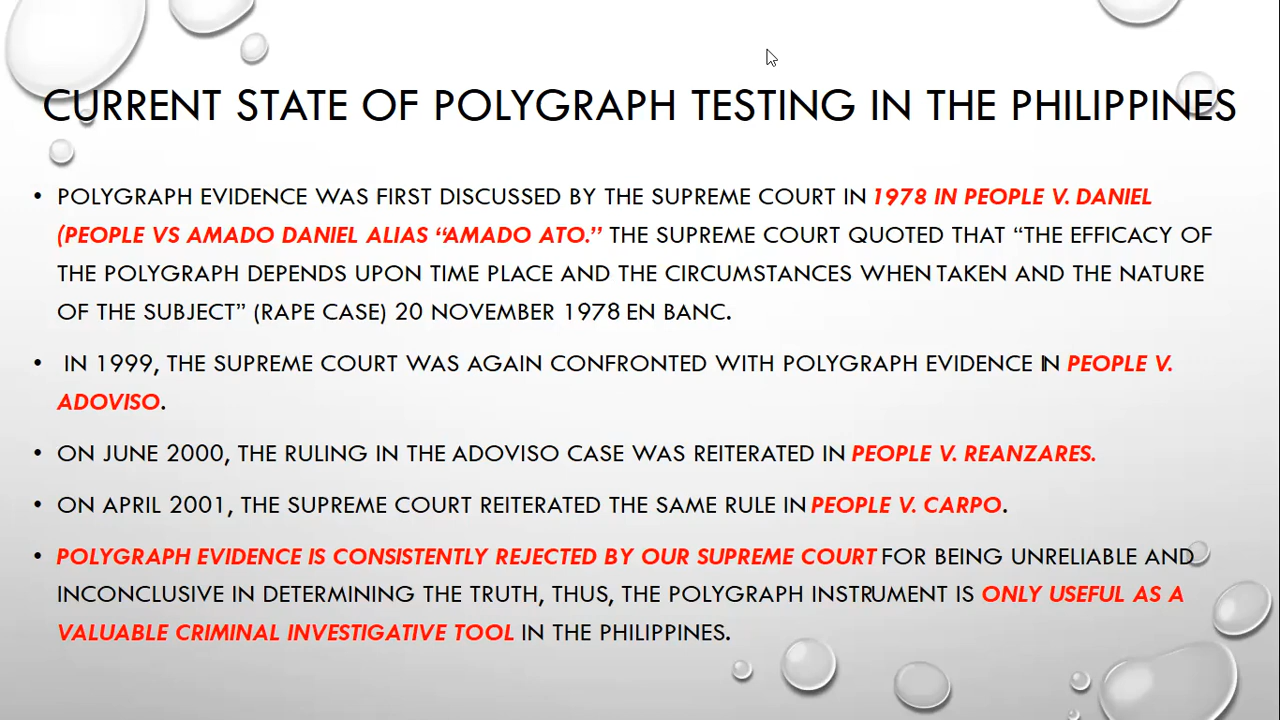 CURRENT STATE OF POLYGRAPH TESTING IN THE PHILIPPINES
• POLYGRAPH EVIDENCE WAS FIRST DISCUSSED BY THE SUPREME COURT IN 1978 IN PEOPLE V. DANIEL
(PEOPLE VS AMADO DANIEL ALIAS “AMADO ATO.” THE SUPREME COURT QUOTED THAT “THE EFFICACY OF
THE POLYGRAPH DEPENDS UPON TIME PLACE AND THE CIRCUMSTANCES WHEN TAKEN AND THE NATURE
OF THE SUBJECT” (RAPE CASE) 20 NOVEMBER 1978 EN BANC.
• IN 1999, THE SUPREME COURT WAS AGAIN CONFRONTED WITH POLYGRAPH EVIDENCE IN PEOPLE V.
ADOVISO.
• ON JUNE 2000, THE RULING IN THE ADOVISO CASE WAS REITERATED IN PEOPLE V. REANZARES.
• ON APRIL 2001, THE SUPREME COURT REITERATED THE SAME RULE IN PEOPLE V. CARPO.
• POLYGRAPH EVIDENCE IS CONSISTENTLY REJECTED BY OUR SUPREME COURT FOR BEING UNRELIABLE AND
INCONCLUSIVE IN DETERMINING THE TRUTH, THUS, THE POLYGRAPH INSTRUMENT IS ONLY USEFUL AS A
VALUABLE CRIMINAL INVESTIGATIVE TOOL IN THE PHILIPPINES.